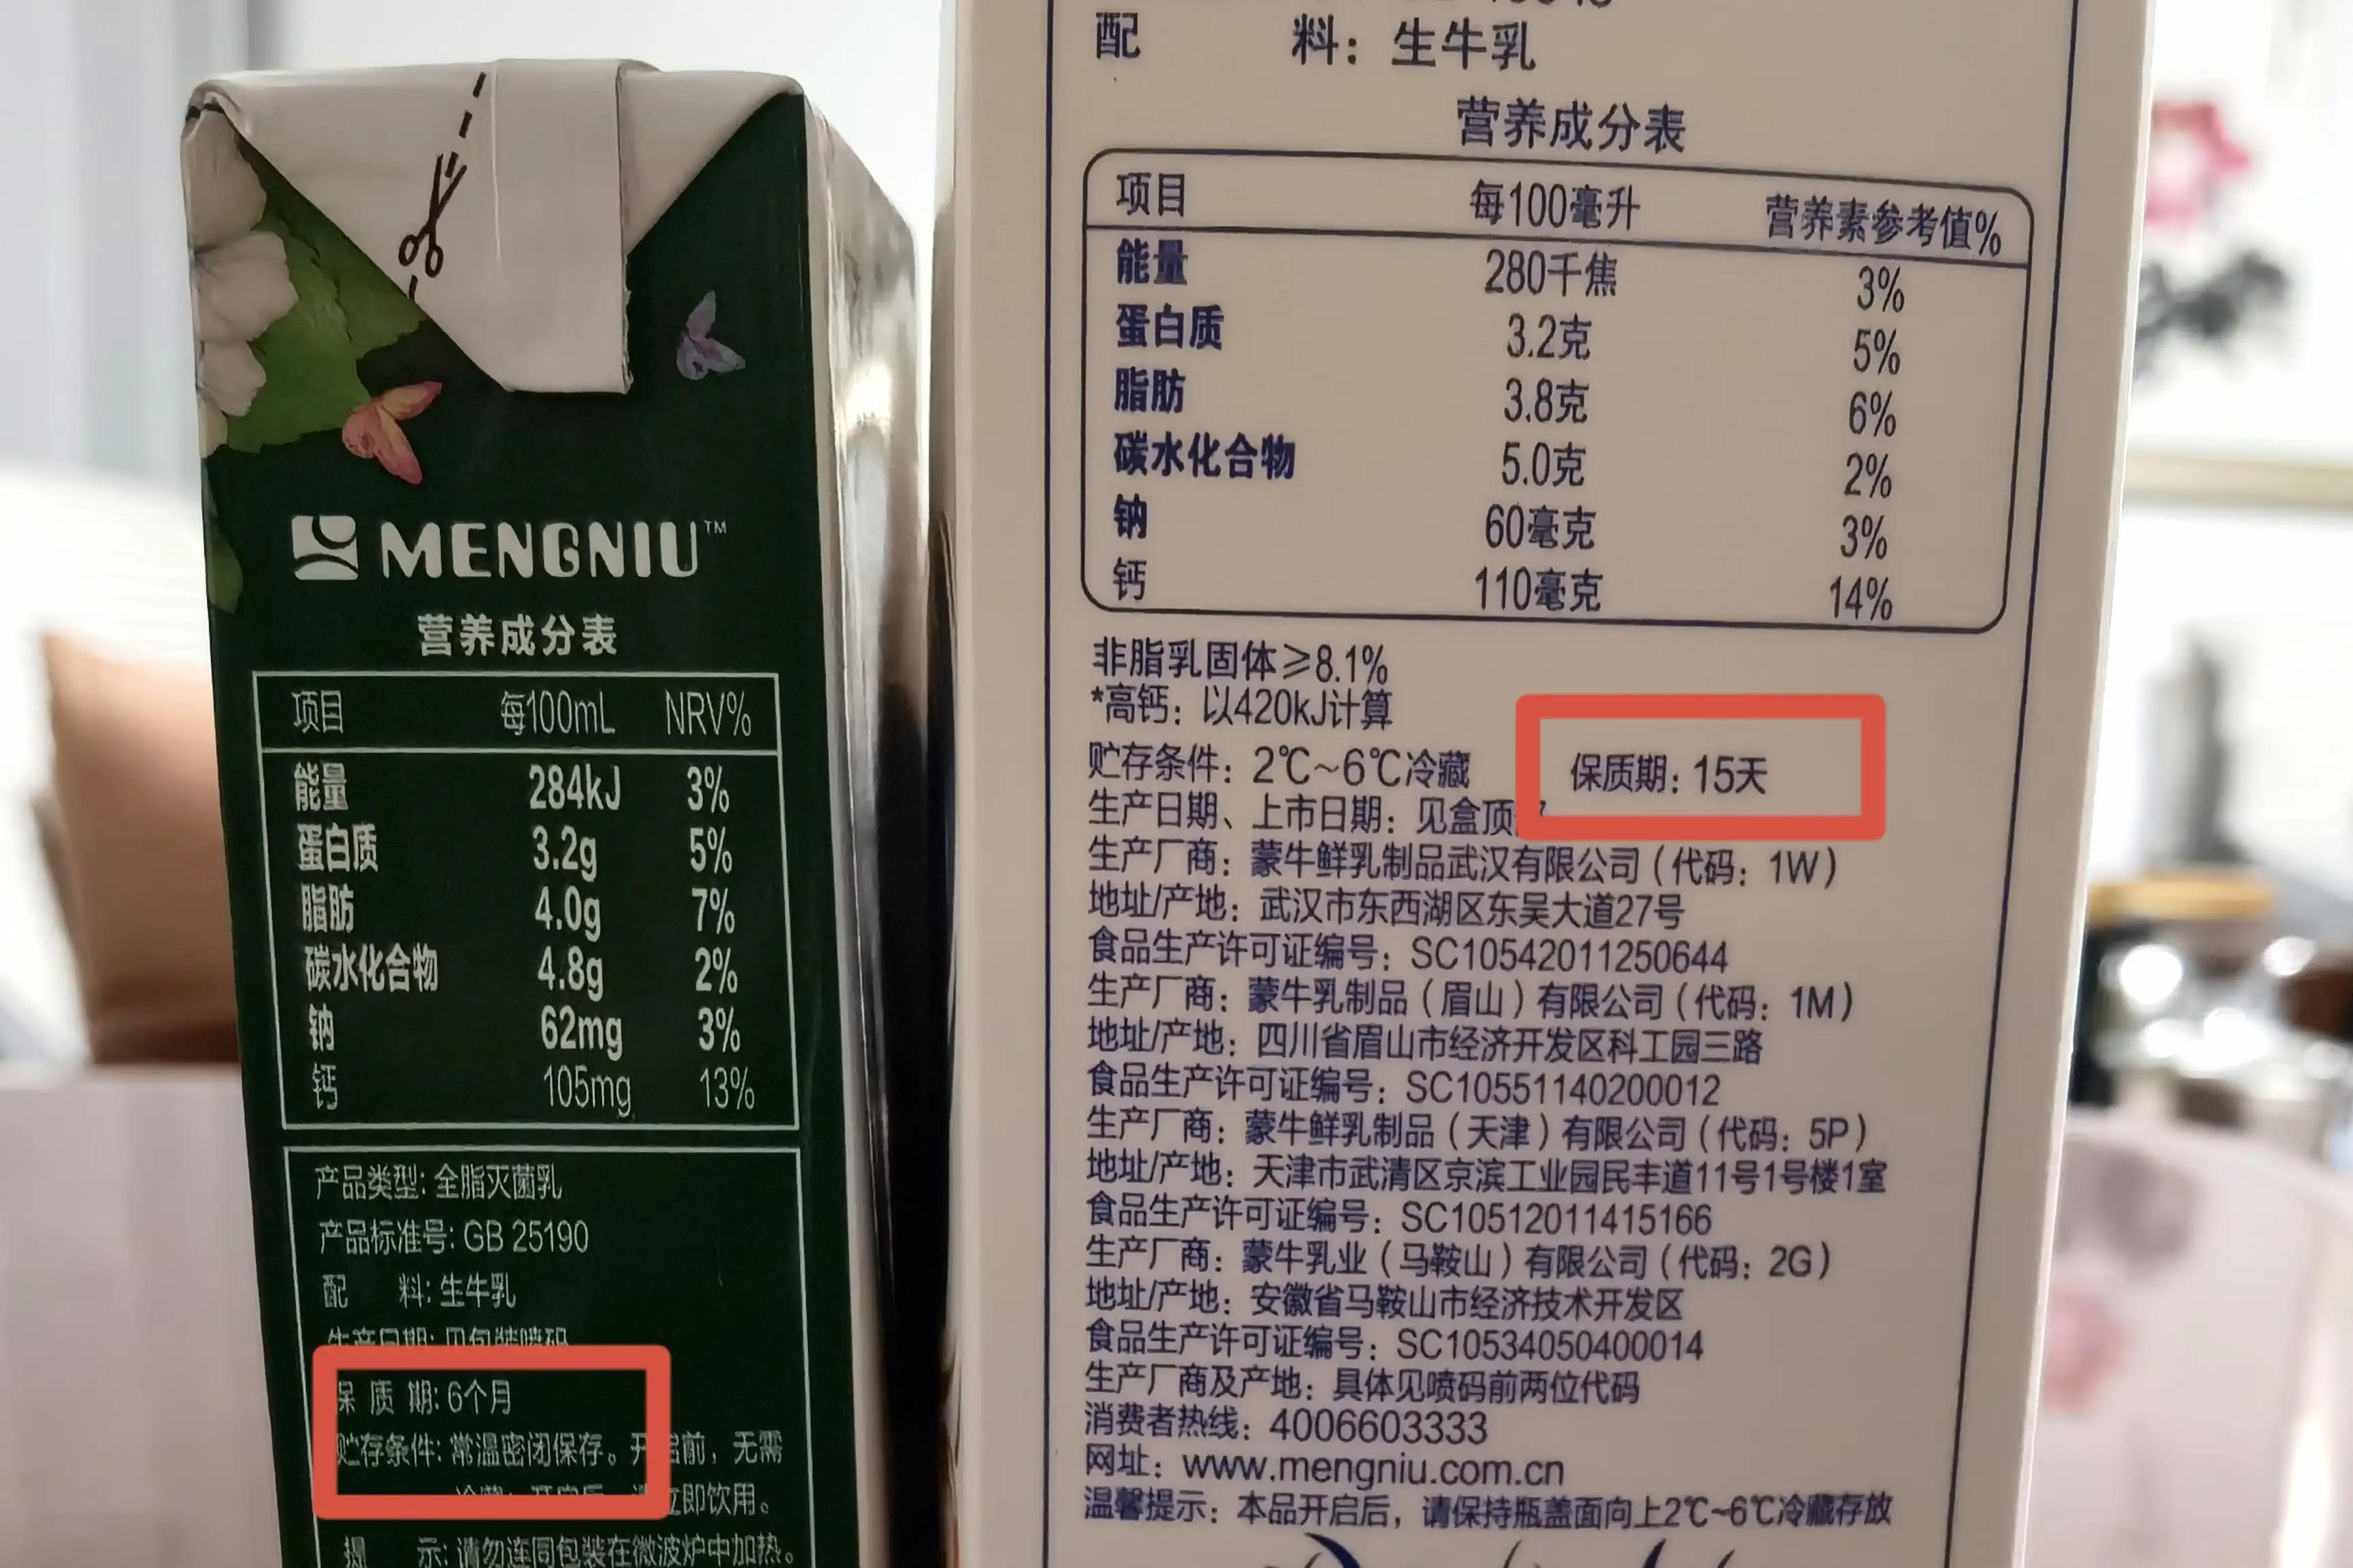 MENGNIU™
营养成分表
项目 每100mL NRV%
能量 284kJ 3%
蛋白质 3.2g 5%
脂肪 4.0g 7%
碳水化合物 4.8g 2%
钠 62mg 3%
钙 105mg 13%
产品类型: 全脂灭菌乳
产品标准号: GB 25190
配 料: 生牛乳
生产日期: 见包装喷码
保 质 期: 6个月
贮存条件: 常温密闭保存。开启前，无需
立即饮用。
提 示: 请勿连同包装在微波炉中加热。
配 料：生牛乳
营养成分表
项目 每100毫升 营养素参考值%
能量 280千焦 3%
蛋白质 3.2克 5%
脂肪 3.8克 6%
碳水化合物 5.0克 2%
钠 60毫克 3%
钙 110毫克 14%
非脂乳固体≥8.1%
*高钙：以420kJ计算
贮存条件：2℃~6℃冷藏 保质期：15天
生产日期、上市日期：见盒顶
生产厂商：蒙牛鲜乳制品武汉有限公司（代码：1W）
地址/产地：武汉市东西湖区东吴大道27号
食品生产许可证编号：SC10542011250644
生产厂商：蒙牛乳制品（眉山）有限公司（代码：1M）
地址/产地：四川省眉山市经济开发区科工园三路
食品生产许可证编号：SC10551140200012
生产厂商：蒙牛鲜乳制品（天津）有限公司（代码：5P）
地址/产地：天津市武清区京滨工业园民丰道11号1号楼1室
食品生产许可证编号：SC10512011415166
生产厂商：蒙牛乳业（马鞍山）有限公司（代码：2G）
地址/产地：安徽省马鞍山市经济技术开发区
食品生产许可证编号：SC10534050400014
生产厂商及产地：具体见喷码前两位代码
消费者热线：4006603333
网址：www.mengniu.com.cn
温馨提示：本品开启后，请保持瓶盖面向上2℃~6℃冷藏存放